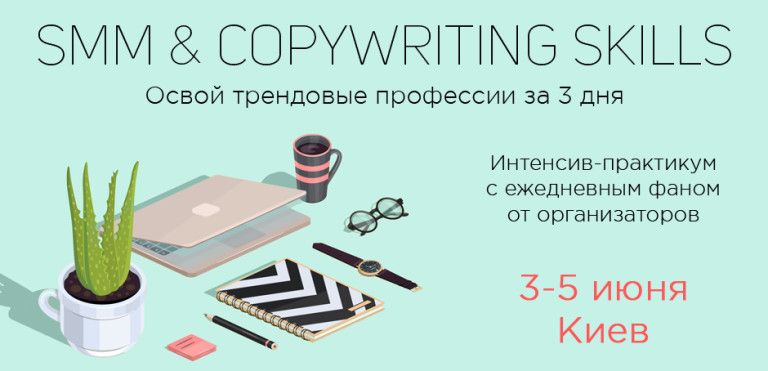 SMM & COPYWRITING SKILLS
Освой трендовые профессии за 3 дня
Интенсив-практикум
с ежедневным фаном
от организаторов
3-5 июня
Киев